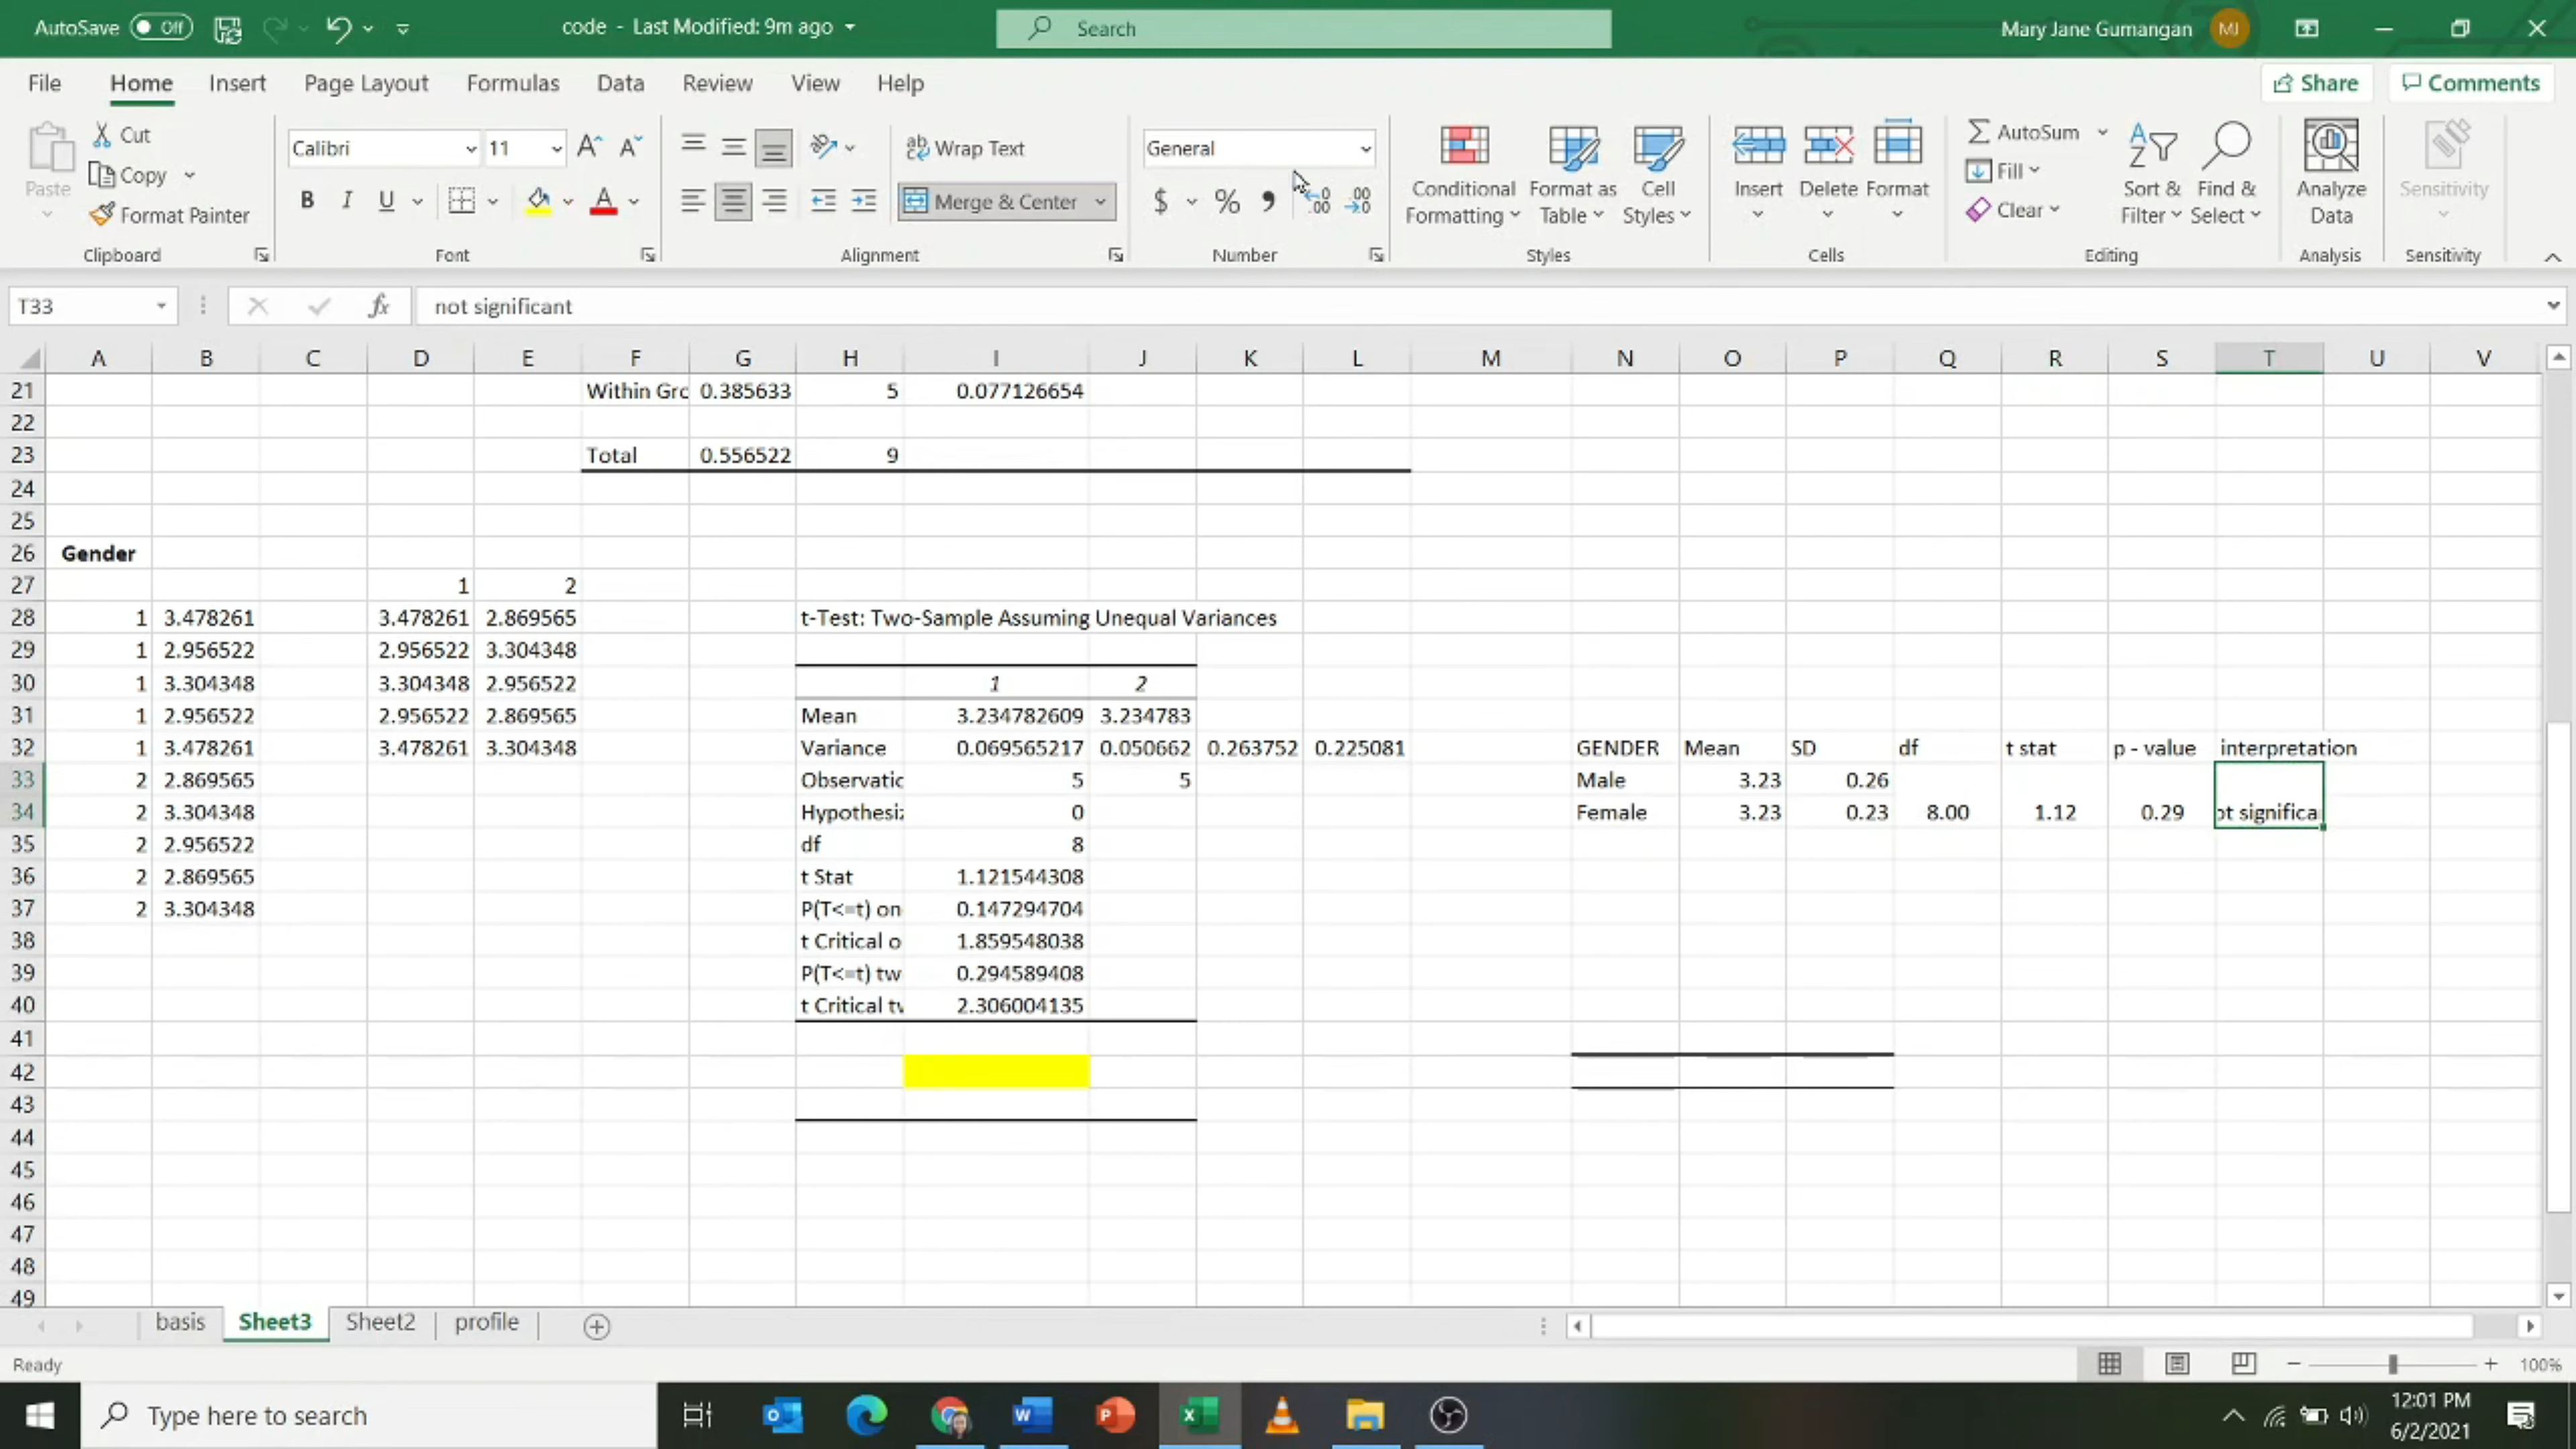 AutoSave Off code - Last Modified: 9m ago Search Mary Jane Gumangan MJ
File Home Insert Page Layout Formulas Data Review View Help Share Comments
Paste Cut Copy Format Painter Clipboard
Calibri 11 A A B I U A Font
ab Wrap Text Merge & Center Alignment
General $ % , Number
Conditional Formatting Format as Table Cell Styles Styles
Insert Delete Format Cells
AutoSum Fill Clear Sort & Filter Find & Select Editing
Analyze Data Analysis
Sensitivity Sensitivity
T33 fx not significant
A B C D E F G H I J K L M N O P Q R S T U V
21 Within Gro 0.385633 5 0.077126654
22
23 Total 0.556522 9
24
25
26 Gender
27 1 2
28 1 3.478261 3.478261 2.869565 t-Test: Two-Sample Assuming Unequal Variances
29 1 2.956522 2.956522 3.304348
30 1 3.304348 3.304348 2.956522 1 2
31 1 2.956522 2.956522 2.869565 Mean 3.234782609 3.234783
32 1 3.478261 3.478261 3.304348 Variance 0.069565217 0.050662 0.263752 0.225081 GENDER Mean SD df t stat p - value interpretation
33 2 2.869565 Observatic 5 5 Male 3.23 0.26
34 2 3.304348 Hypothesiz 0 Female 3.23 0.23 8.00 1.12 0.29 ot significa
35 2 2.956522 df 8
36 2 2.869565 t Stat 1.121544308
37 2 3.304348 P(T<=t) on 0.147294704
38 t Critical o 1.859548038
39 P(T<=t) tw 0.294589408
40 t Critical tv 2.306004135
41
42
43
44
45
46
47
48
49
basis Sheet3 Sheet2 profile
Ready 100%
Type here to search 12:01 PM
6/2/2021